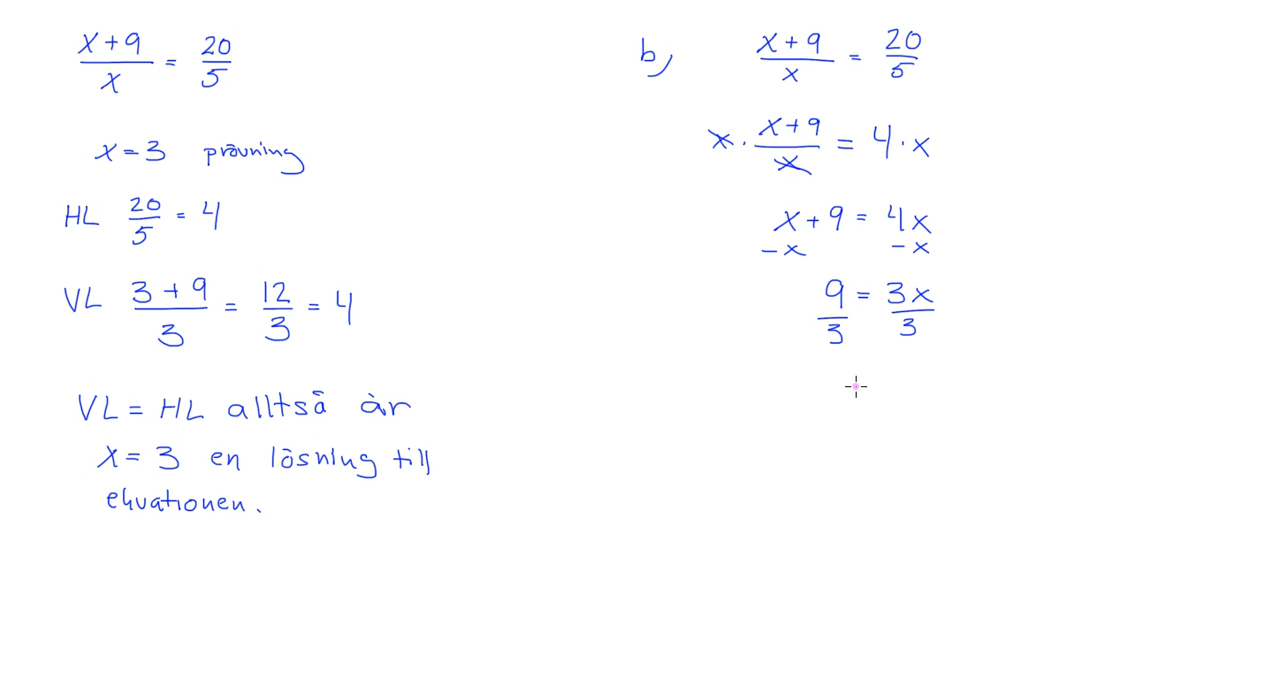 (x+9)/x = 20/5
x = 3 prövning
HL 20/5 = 4
VL (3+9)/3 = 12/3 = 4
VL = HL alltså är
x = 3 en lösning till
ekvationen.
b) (x+9)/x = 20/5
x · (x+9)/x = 4 · x
x + 9 = 4x
-x -x
9/3 = 3x/3